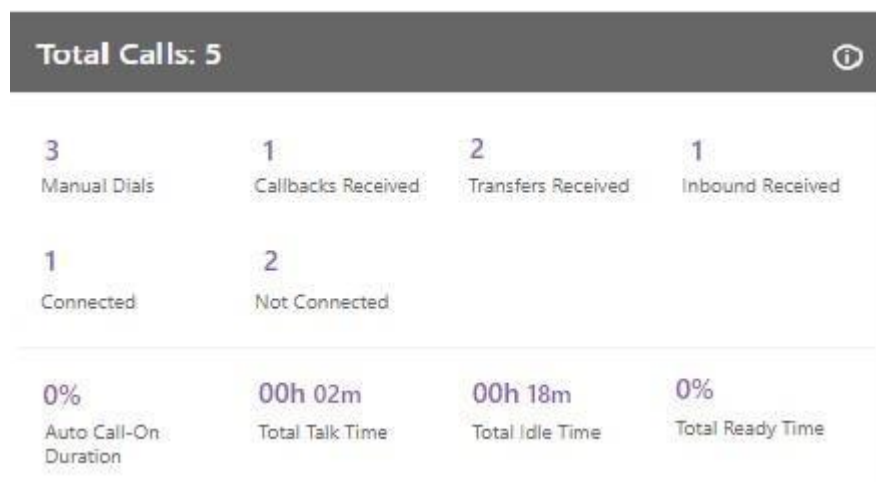 Total Calls: 5
3 1 2 1
Manual Dials Callbacks Received Transfers Received Inbound Received
1 2
Connected Not Connected
0% 00h 02m 00h 18m 0%
Auto Call-On Total Talk Time Total Idle Time Total Ready Time
Duration